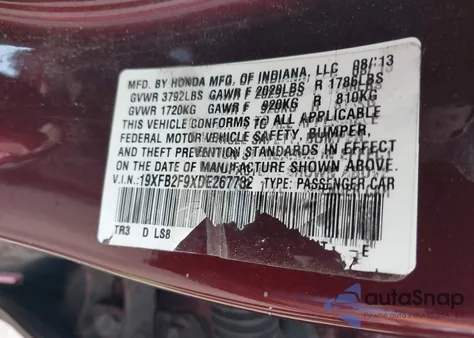 MFD. BY HONDA MFG. OF INDIANA, LLC 08/13
GVWR 3792LBS GAWR F 2029LBS R 1786LBS
GVWR 1720KG GAWR F 920KG R 810KG
THIS VEHICLE CONFORMS TO ALL APPLICABLE
FEDERAL MOTOR VEHICLE SAFETY, BUMPER,
AND THEFT PREVENTION STANDARDS IN EFFECT
ON THE DATE OF MANUFACTURE SHOWN ABOVE.
V.I.N.: 19XFB2F9XDE267782 TYPE: PASSENGER CAR
TR3 D LS8 E
autoSnap